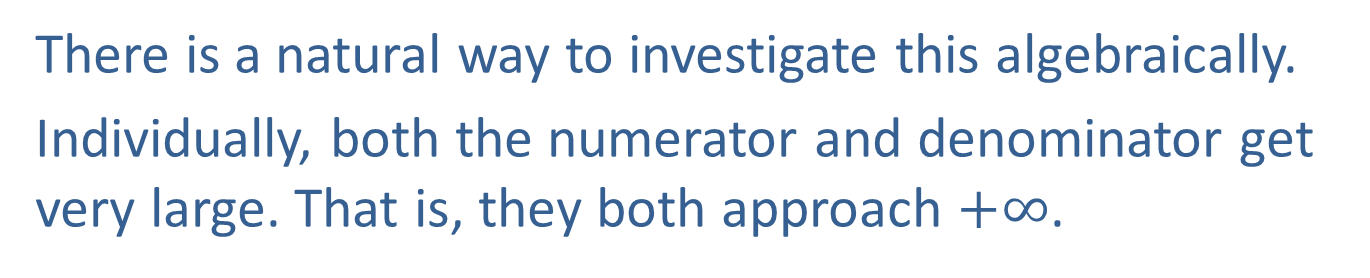 There is a natural way to investigate this algebraically.
Individually, both the numerator and denominator get
very large. That is, they both approach +∞.